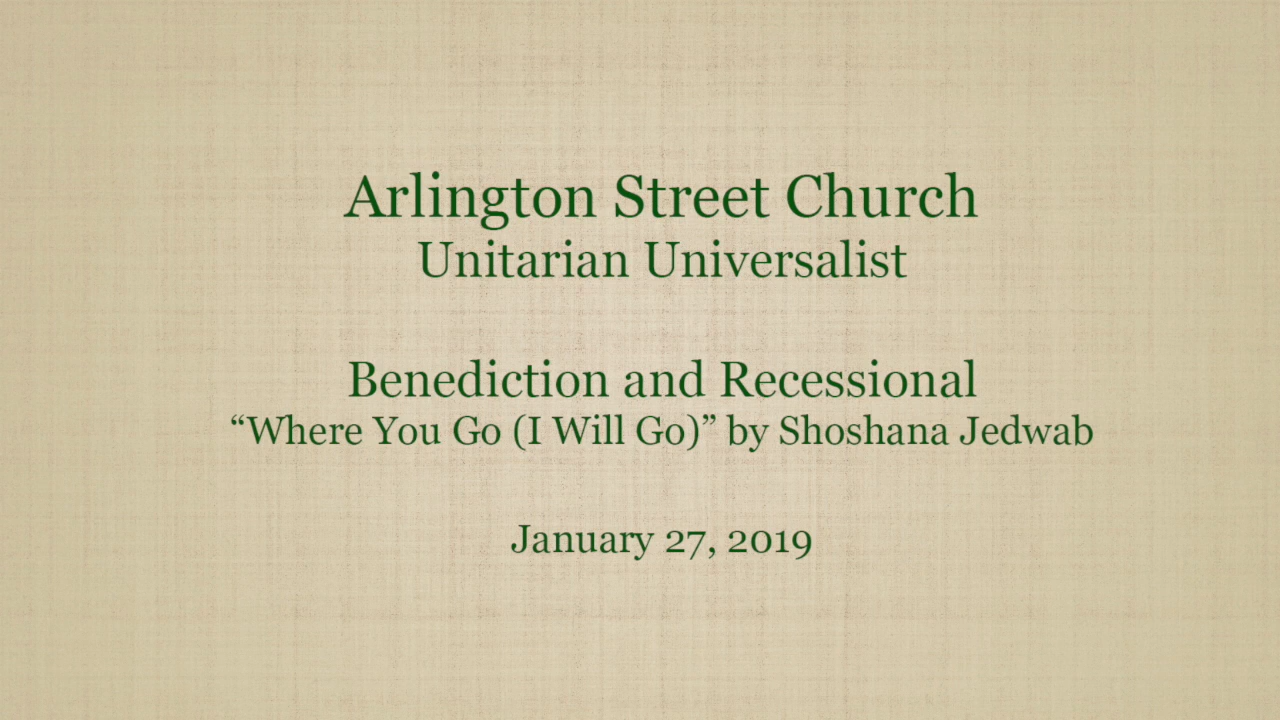 Arlington Street Church
Unitarian Universalist
Benediction and Recessional
“Where You Go (I Will Go)” by Shoshana Jedwab
January 27, 2019